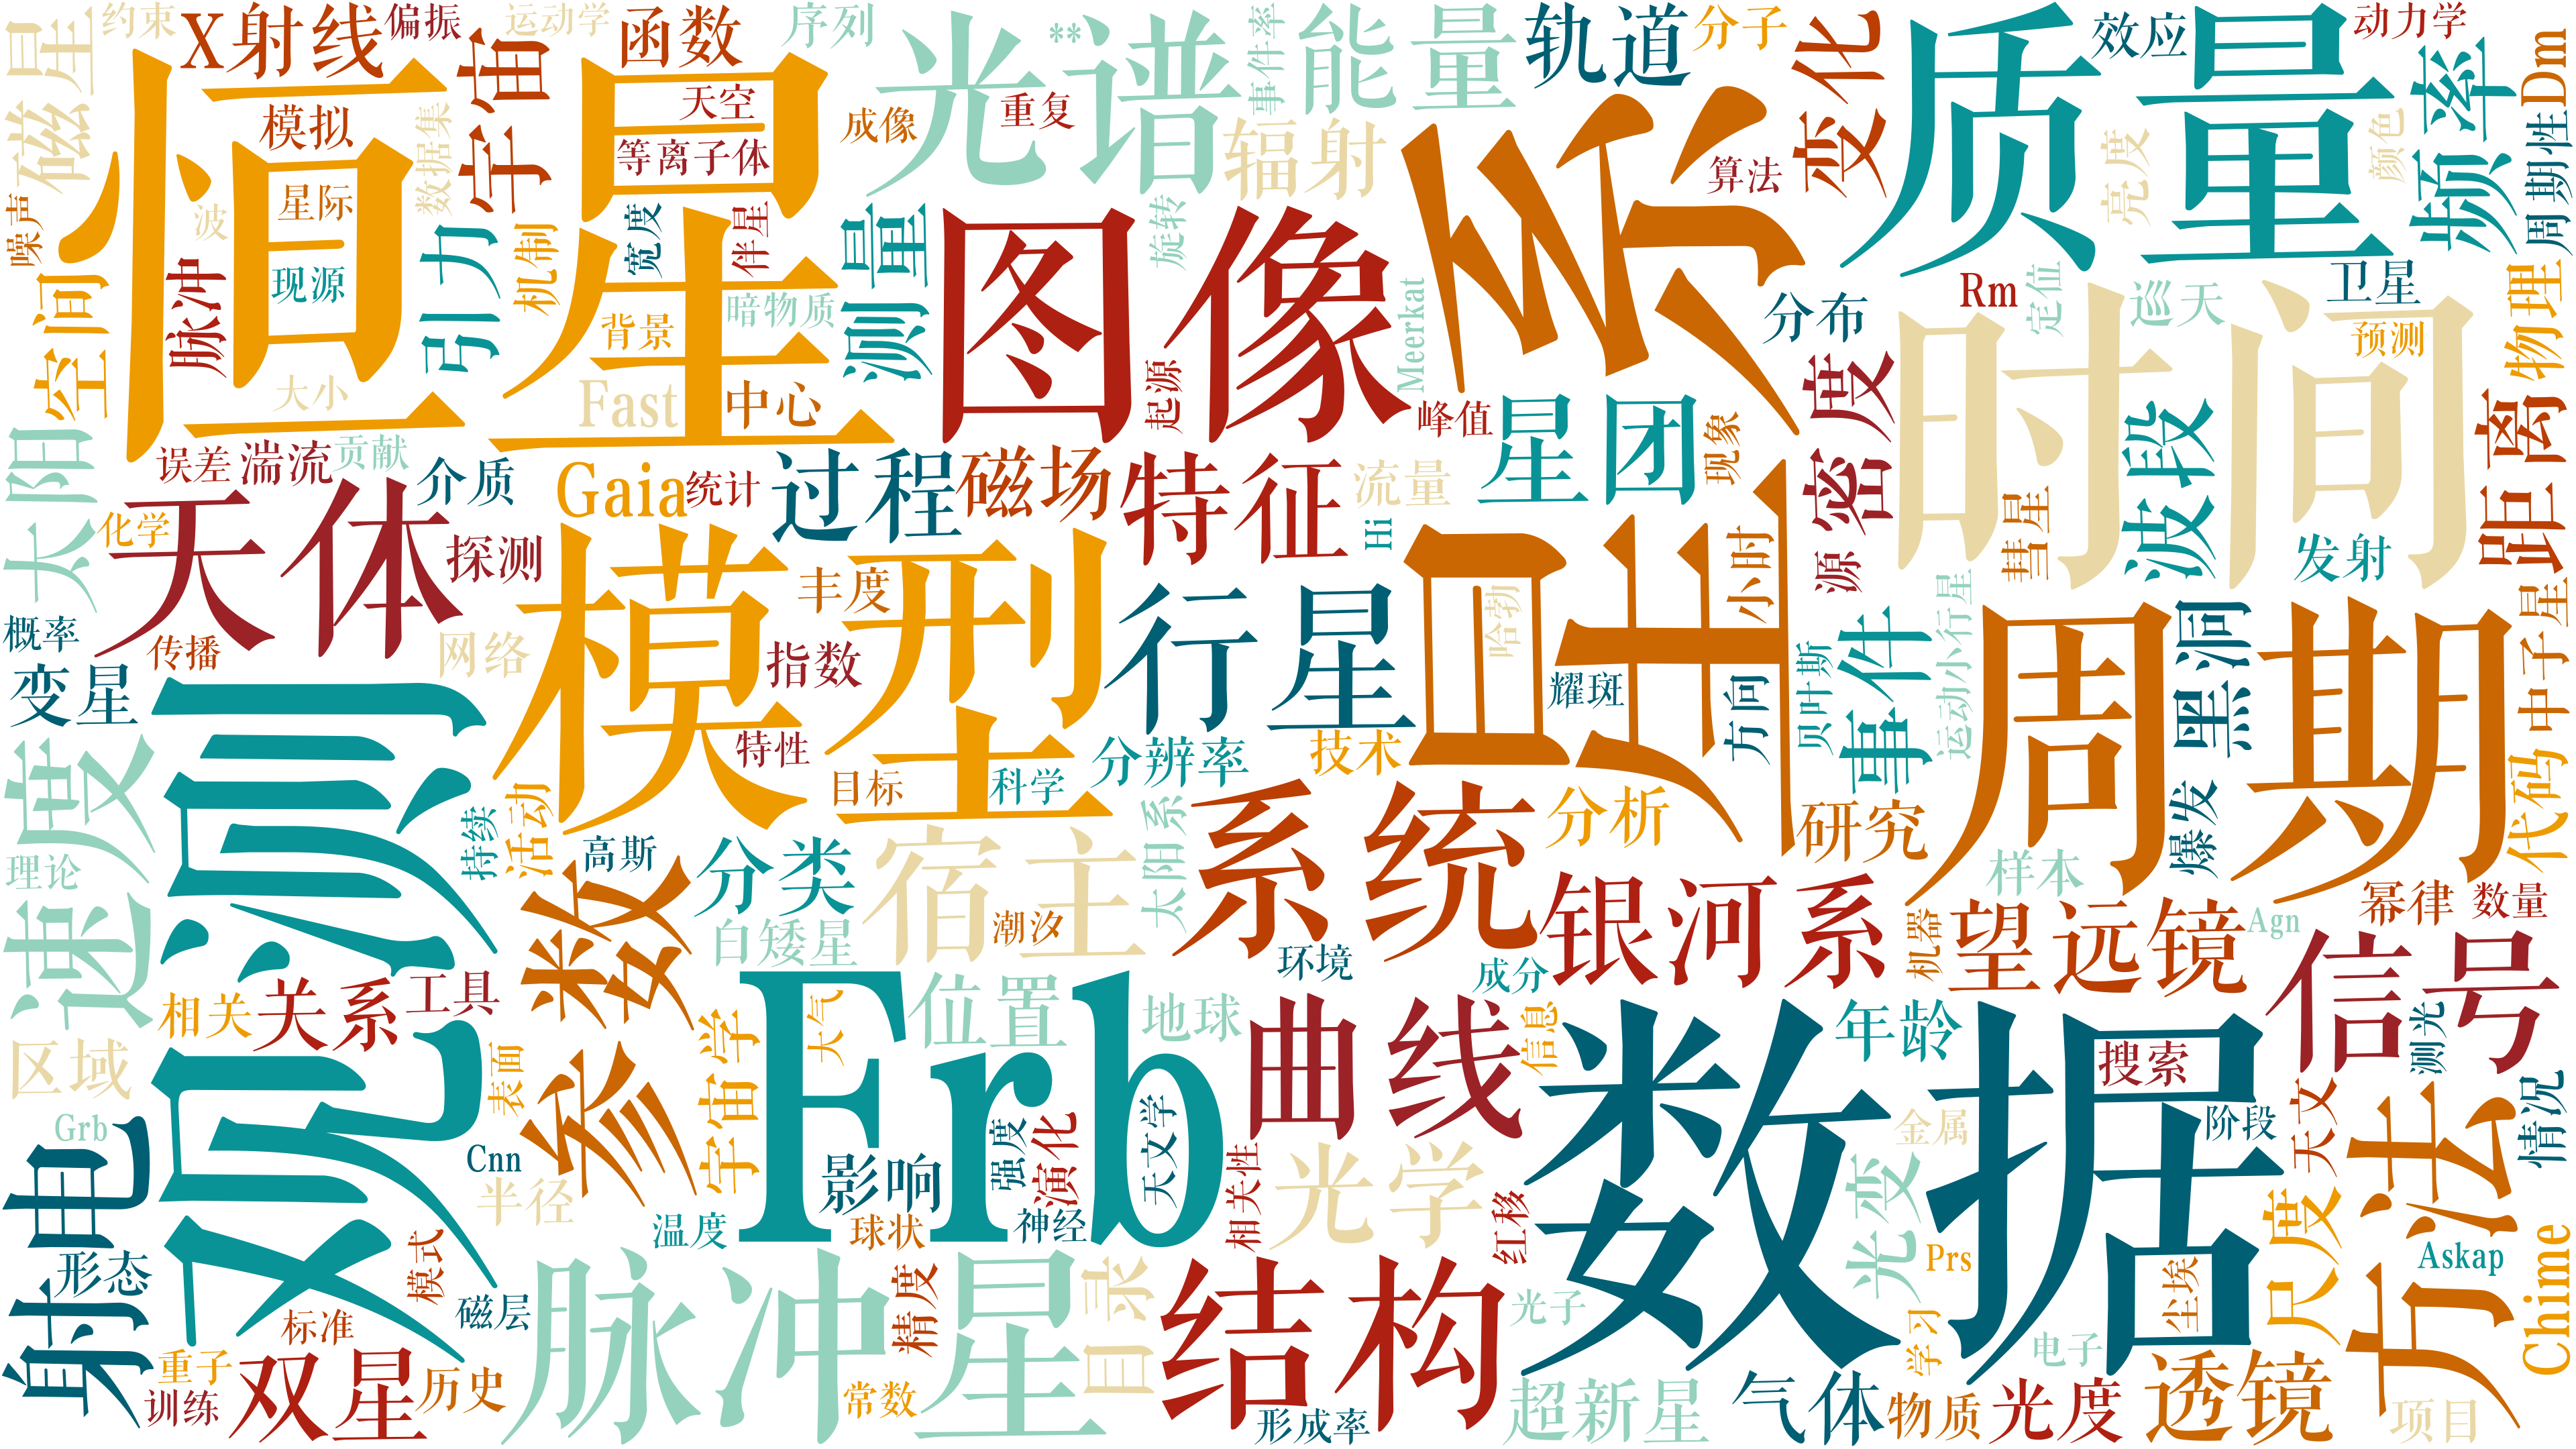 约束
X射线
偏振
运动学
函数
序列
光谱
**
事件率
能量
轨道
分子
变化
质量
效应
动力学
频率
Dm
磁星
恒星
模拟
数据集
宇宙
天空
等离子体
成像
重复
辐射
星系
算法
亮度
颜色
周期性
噪声
波
星际
现源
脉冲
空间
引力
机制
宽度
伴星
背景
暗物质
测量
旋转
图像
Meerkat
分布
Rm
定位
巡天
卫星
预测
物理
时间
大小
Fast
中心
起源
峰值
星团
现象
密度
波段
距离
太阳
误差
湍流
贡献
介质
Gaia
统计
过程
磁场
特征
流量
Hi
化学
天体
探测
模型
丰度
行星
哈勃
小时
源
彗星
发射
概率
传播
网络
指数
耀斑
方向
贝叶斯
事件
运动小行星
周期
黑洞
中子星
变星
观测
特性
目标
科学
分辨率
技术
速度
理论
持续
活动
高斯
分类
宿主
太阳系
系统
分析
研究
样本
爆发
代码
参数
白矮星
潮汐
环境
成分
银河系
机器
望远镜
Agn
幂律
数量
相关
关系
工具
Frb
位置
地球
曲线
信息
数据
年龄
搜索
信号
测光
区域
表面
宇宙学
大气
Grb
射电
Cnn
半径
影响
强度
演化
天文学
相关性
光学
红移
金属
阶段
天文
方法
情况
形态
模式
温度
球状
神经
光变
Prs
尘埃
尺度
Askap
Chime
标准
磁层
脉冲星
精度
目录
结构
光子
学习
电子
重子
训练
双星
历史
常数
形成率
超新星
气体
物质
光度
透镜
项目